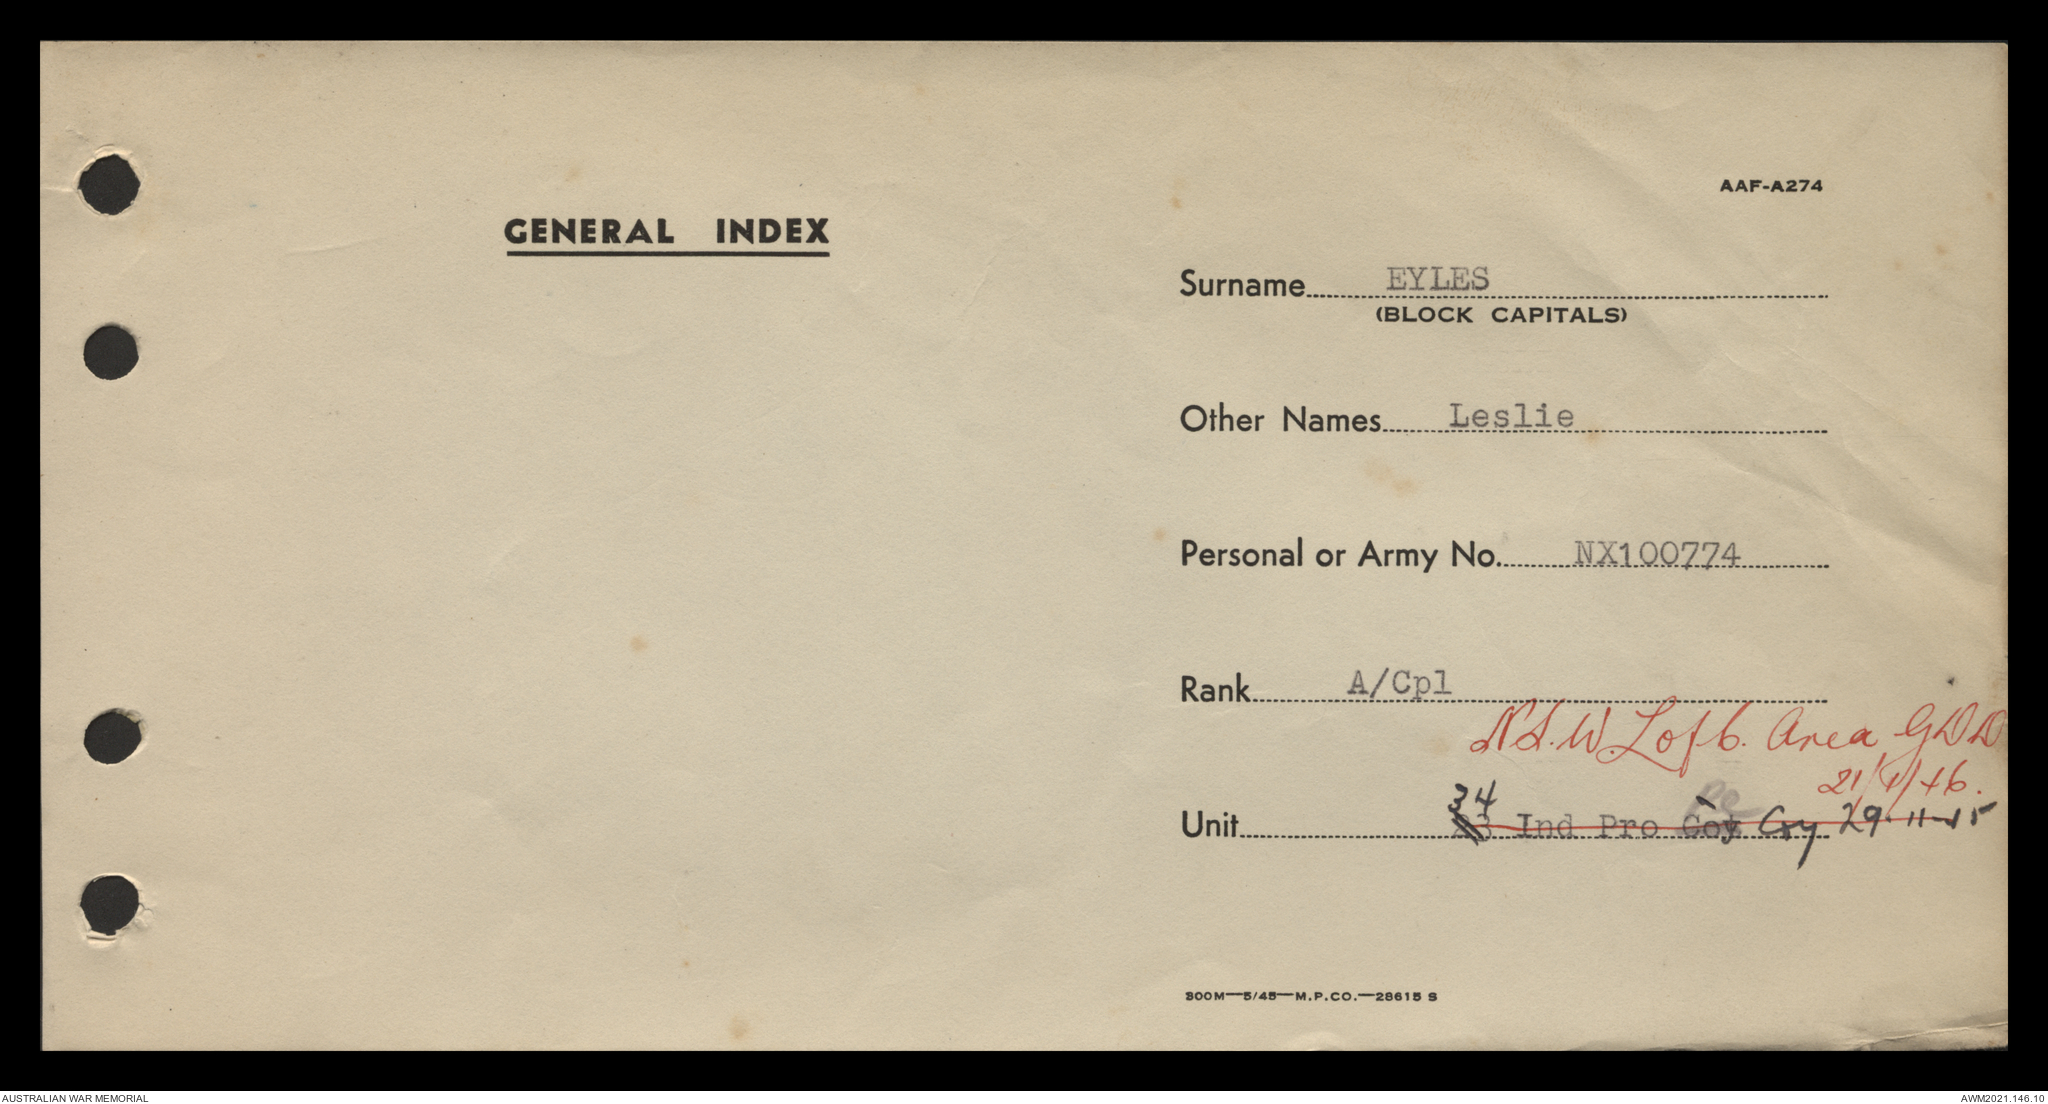 AAF-A274
GENERAL INDEX
Surname EYLES
(BLOCK CAPITALS)
Other Names Leslie
Personal or Army No. NX100774
Rank A/Cpl
N.S.W. L of C. Area GDD
21/1/46.
34
Unit 23 Ind Pro Coy Coy 29-11-45
300M—5/45—M.P.CO.—28615 S
AUSTRALIAN WAR MEMORIAL
AWM2021.146.10